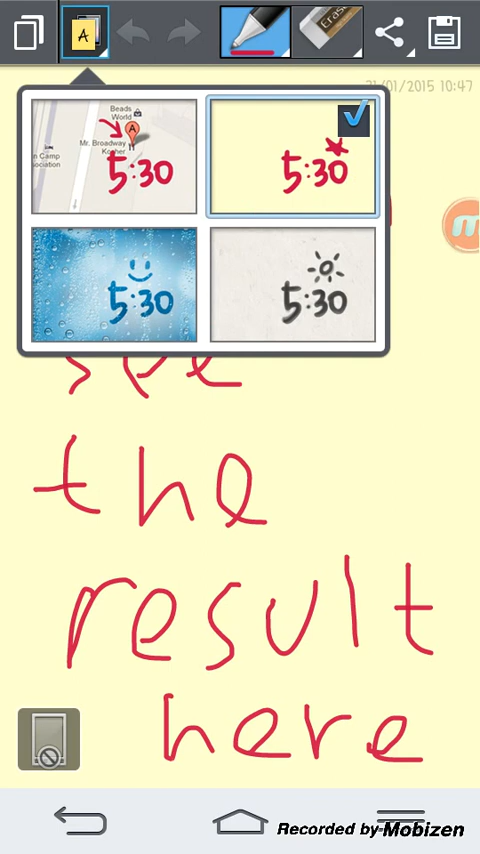 A
Erase
21/01/2015 10:47
Beads
World
A
Mr. Broadway
Kosher
n Camp
sociation
5:30
5:30
5:30
5:30
see
the
result
here
Recorded by Mobizen